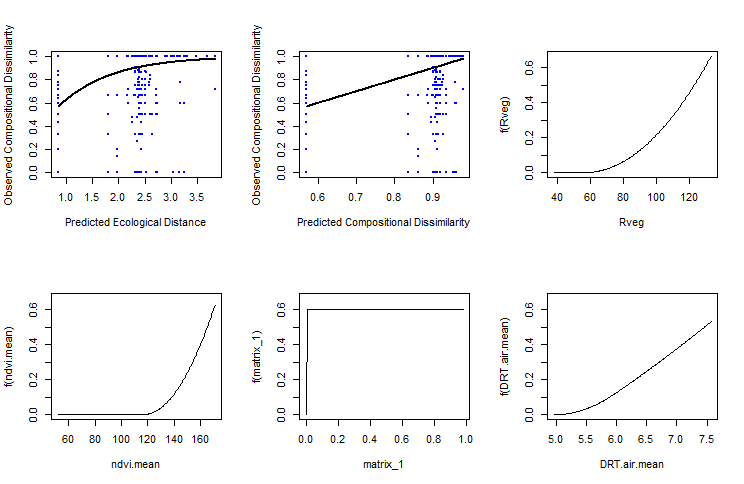 Observed Compositional Dissimilarity
0.0 0.2 0.4 0.6 0.8 1.0
1.0 1.5 2.0 2.5 3.0 3.5
Predicted Ecological Distance
Observed Compositional Dissimilarity
0.0 0.2 0.4 0.6 0.8 1.0
0.6 0.7 0.8 0.9
Predicted Compositional Dissimilarity
f(Rveg)
0.0 0.2 0.4 0.6
40 60 80 100 120
Rveg
f(ndvi.mean)
0.0 0.2 0.4 0.6
60 80 100 120 140 160
ndvi.mean
f(matrix_1)
0.0 0.2 0.4 0.6
0.0 0.2 0.4 0.6 0.8 1.0
matrix_1
f(DRT.air.mean)
0.0 0.2 0.4 0.6
5.0 5.5 6.0 6.5 7.0 7.5
DRT.air.mean